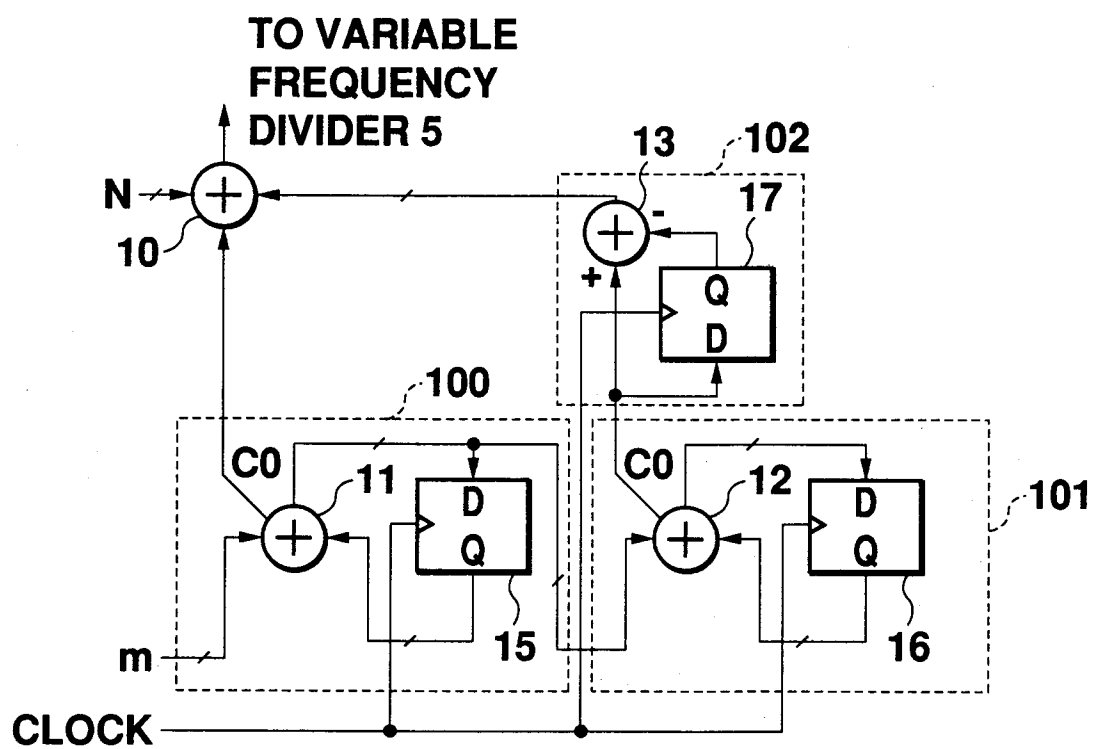 TO VARIABLE
FREQUENCY
DIVIDER 5
13
102
N
+
-
17
10
+
+
Q
D
100
C0
11
C0
12
101
D
Q
+
D
Q
+
m
15
16
CLOCK